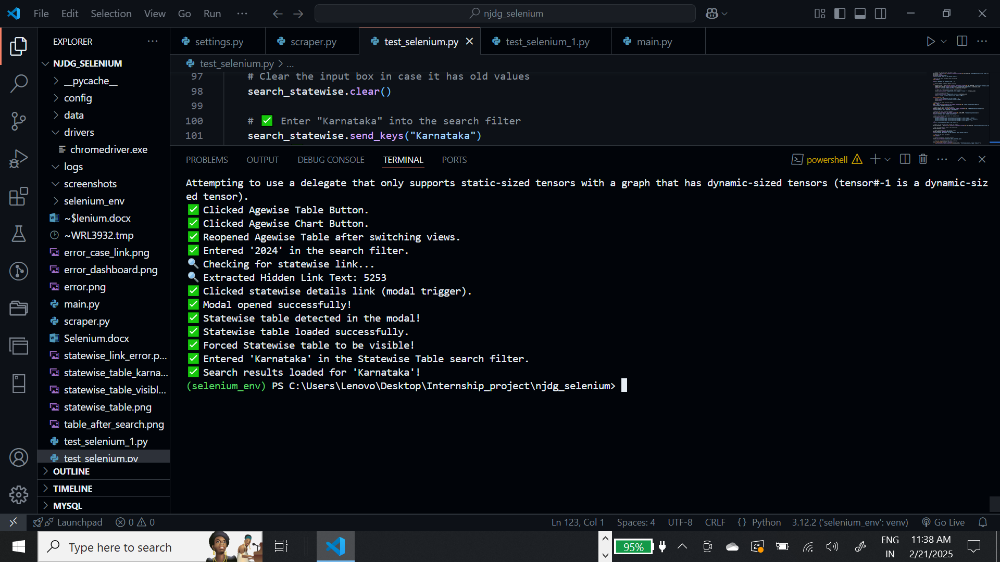 File Edit Selection View Go Run ...
njdg_selenium
EXPLORER
NJDG_SELENIUM
__pycache__
config
data
drivers
chromedriver.exe
logs
screenshots
selenium_env
~$lenium.docx
~WRL3932.tmp
error_case_link.png
error_dashboard.png
error.png
main.py
scraper.py
Selenium.docx
statewise_link_error.p...
statewise_table_karna...
statewise_table_visibl...
statewise_table.png
table_after_search.png
test_selenium_1.py
test_selenium.py
OUTLINE
TIMELINE
MYSQL
settings.py scraper.py test_selenium.py test_selenium_1.py main.py
test_selenium.py > ...
97 # Clear the input box in case it has old values
98 search_statewise.clear()
99
100 # ✅ Enter "Karnataka" into the search filter
101 search_statewise.send_keys("Karnataka")
PROBLEMS OUTPUT DEBUG CONSOLE TERMINAL PORTS
powershell
Attempting to use a delegate that only supports static-sized tensors with a graph that has dynamic-sized tensors (tensor#-1 is a dynamic-siz
ed tensor).
✅ Clicked Agewise Table Button.
✅ Clicked Agewise Chart Button.
✅ Reopened Agewise Table after switching views.
✅ Entered '2024' in the search filter.
🔍 Checking for statewise link...
🔍 Extracted Hidden Link Text: 5253
✅ Clicked statewise details link (modal trigger).
✅ Modal opened successfully!
✅ Statewise table detected in the modal!
✅ Statewise table loaded successfully.
✅ Forced Statewise table to be visible!
✅ Entered 'Karnataka' in the Statewise Table search filter.
✅ Search results loaded for 'Karnataka'!
(selenium_env) PS C:\Users\Lenovo\Desktop\Internship_project\njdg_selenium>
Launchpad 0 0
Ln 123, Col 1 Spaces: 4 UTF-8 CRLF {} Python 3.12.2 ('selenium_env': venv) Go Live
Type here to search
95%
ENG
IN
11:38 AM
2/21/2025